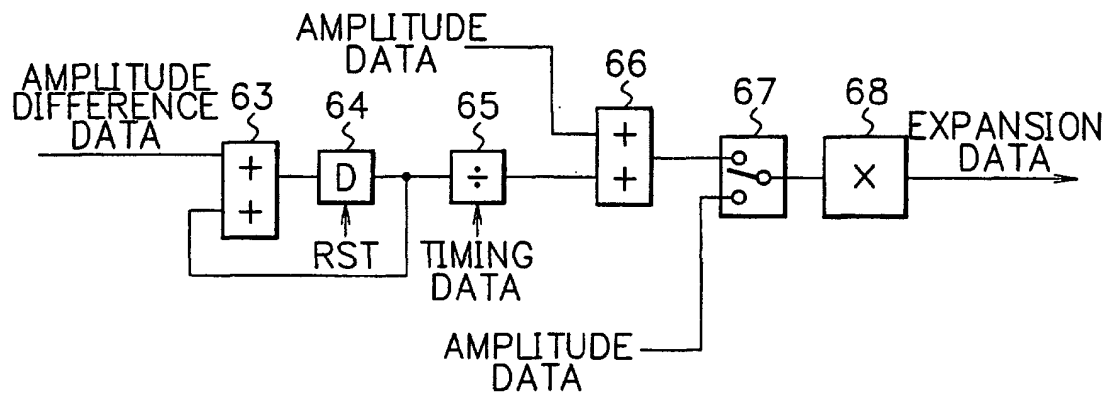 AMPLITUDE
DATA
AMPLITUDE
DIFFERENCE
DATA
63
64
65
66
67
68
+
+
D
÷
+
+
×
EXPANSION
DATA
RST
TIMING
DATA
AMPLITUDE
DATA